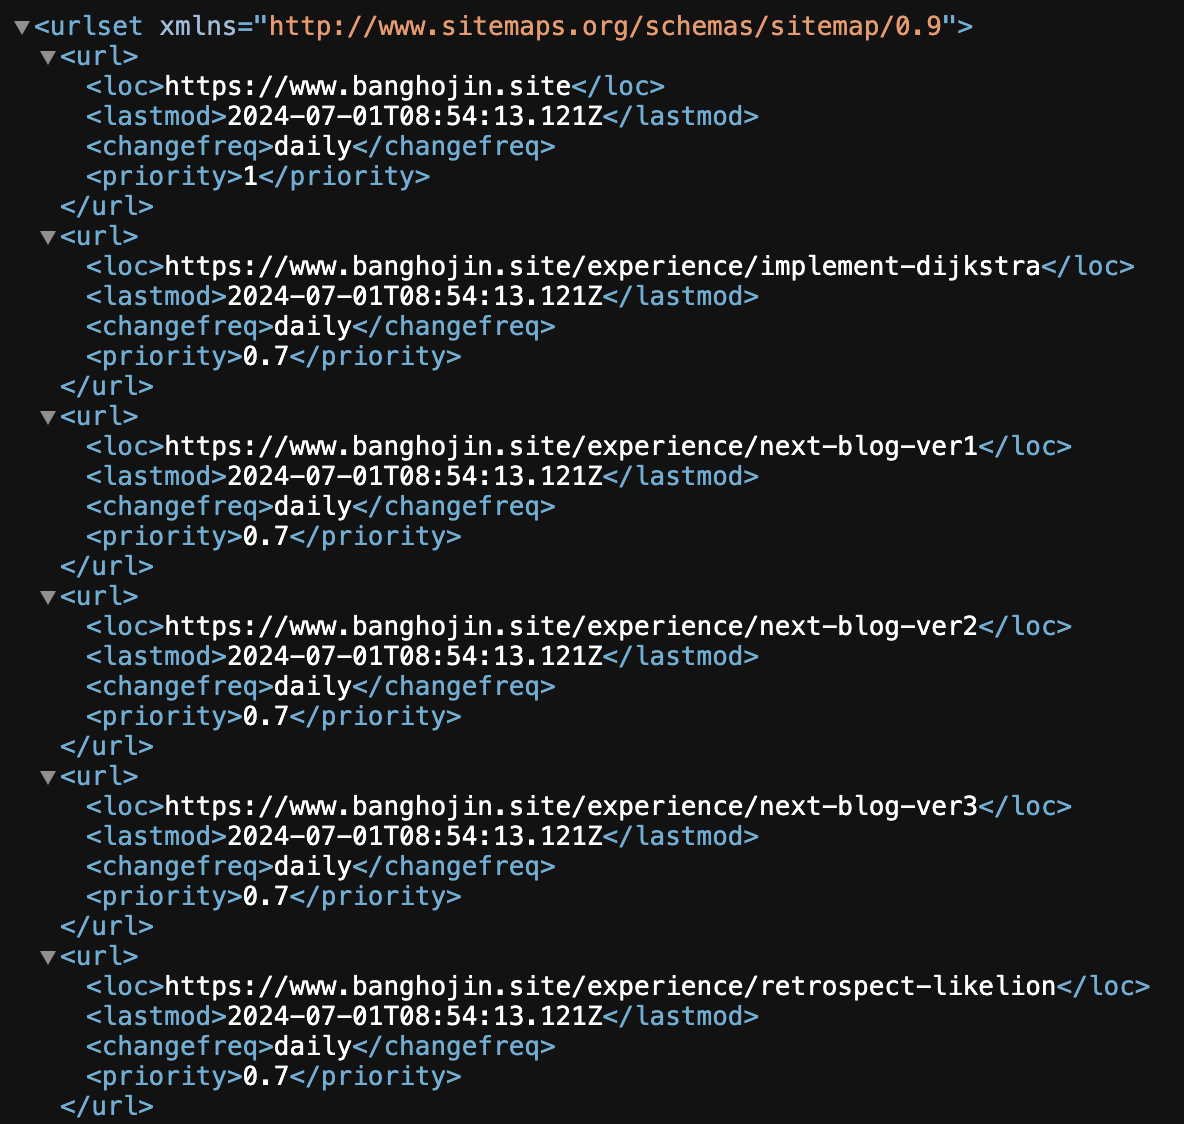 <urlset xmlns="http://www.sitemaps.org/schemas/sitemap/0.9">
<url>
<loc>https://www.banghojin.site</loc>
<lastmod>2024-07-01T08:54:13.121Z</lastmod>
<changefreq>daily</changefreq>
<priority>1</priority>
</url>
<url>
<loc>https://www.banghojin.site/experience/implement-dijkstra</loc>
<lastmod>2024-07-01T08:54:13.121Z</lastmod>
<changefreq>daily</changefreq>
<priority>0.7</priority>
</url>
<url>
<loc>https://www.banghojin.site/experience/next-blog-ver1</loc>
<lastmod>2024-07-01T08:54:13.121Z</lastmod>
<changefreq>daily</changefreq>
<priority>0.7</priority>
</url>
<url>
<loc>https://www.banghojin.site/experience/next-blog-ver2</loc>
<lastmod>2024-07-01T08:54:13.121Z</lastmod>
<changefreq>daily</changefreq>
<priority>0.7</priority>
</url>
<url>
<loc>https://www.banghojin.site/experience/next-blog-ver3</loc>
<lastmod>2024-07-01T08:54:13.121Z</lastmod>
<changefreq>daily</changefreq>
<priority>0.7</priority>
</url>
<url>
<loc>https://www.banghojin.site/experience/retrospect-likelion</loc>
<lastmod>2024-07-01T08:54:13.121Z</lastmod>
<changefreq>daily</changefreq>
<priority>0.7</priority>
</url>